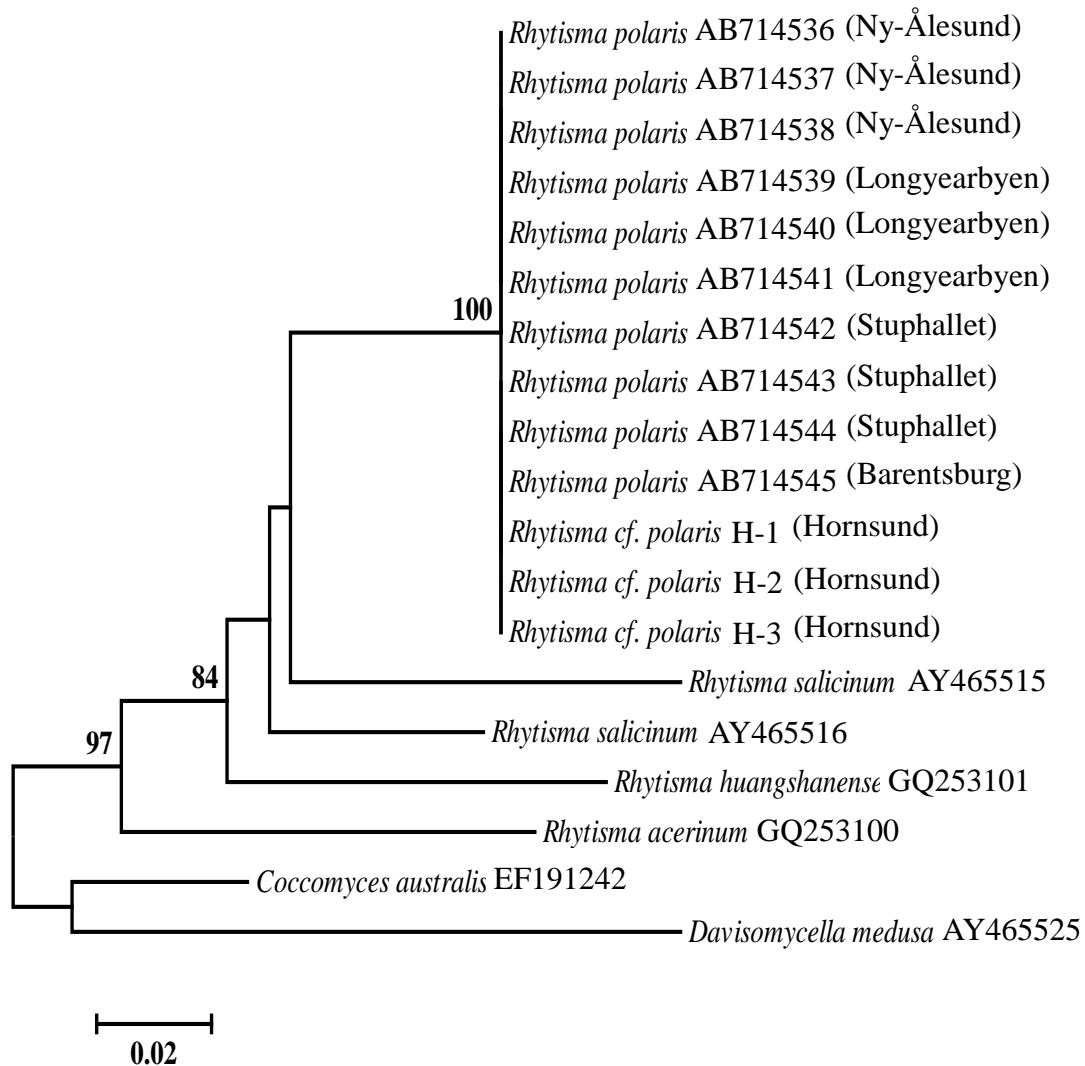 Rhytisma polaris AB714536 (Ny-Ålesund)
Rhytisma polaris AB714537 (Ny-Ålesund)
Rhytisma polaris AB714538 (Ny-Ålesund)
Rhytisma polaris AB714539 (Longyearbyen)
Rhytisma polaris AB714540 (Longyearbyen)
Rhytisma polaris AB714541 (Longyearbyen)
100
Rhytisma polaris AB714542 (Stuphallet)
Rhytisma polaris AB714543 (Stuphallet)
Rhytisma polaris AB714544 (Stuphallet)
Rhytisma polaris AB714545 (Barentsburg)
Rhytisma cf. polaris H-1 (Hornsund)
Rhytisma cf. polaris H-2 (Hornsund)
Rhytisma cf. polaris H-3 (Hornsund)
84
Rhytisma salicinum AY465515
97
Rhytisma salicinum AY465516
Rhytisma huangshanense GQ253101
Rhytisma acerinum GQ253100
Coccomyces australis EF191242
Davisomycella medusa AY465525
0.02